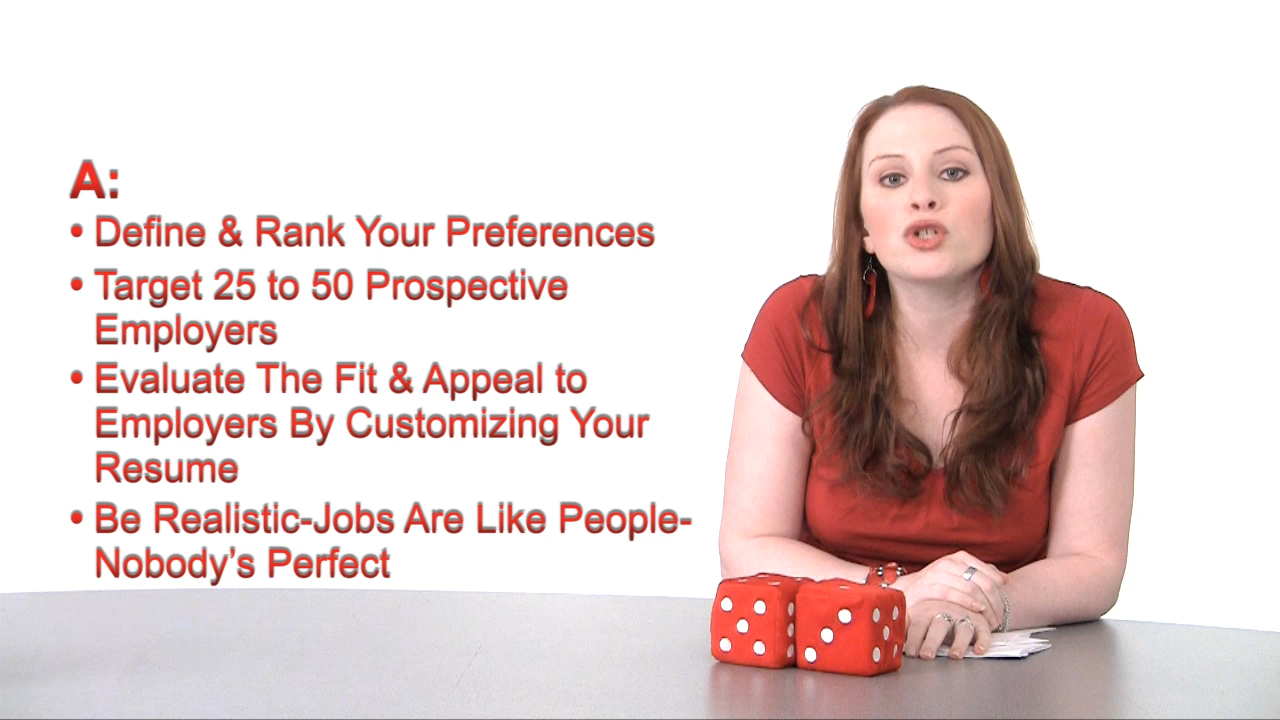 A:
• Define & Rank Your Preferences
• Target 25 to 50 Prospective
Employers
• Evaluate The Fit & Appeal to
Employers By Customizing Your
Resume
• Be Realistic-Jobs Are Like People-
Nobody’s Perfect